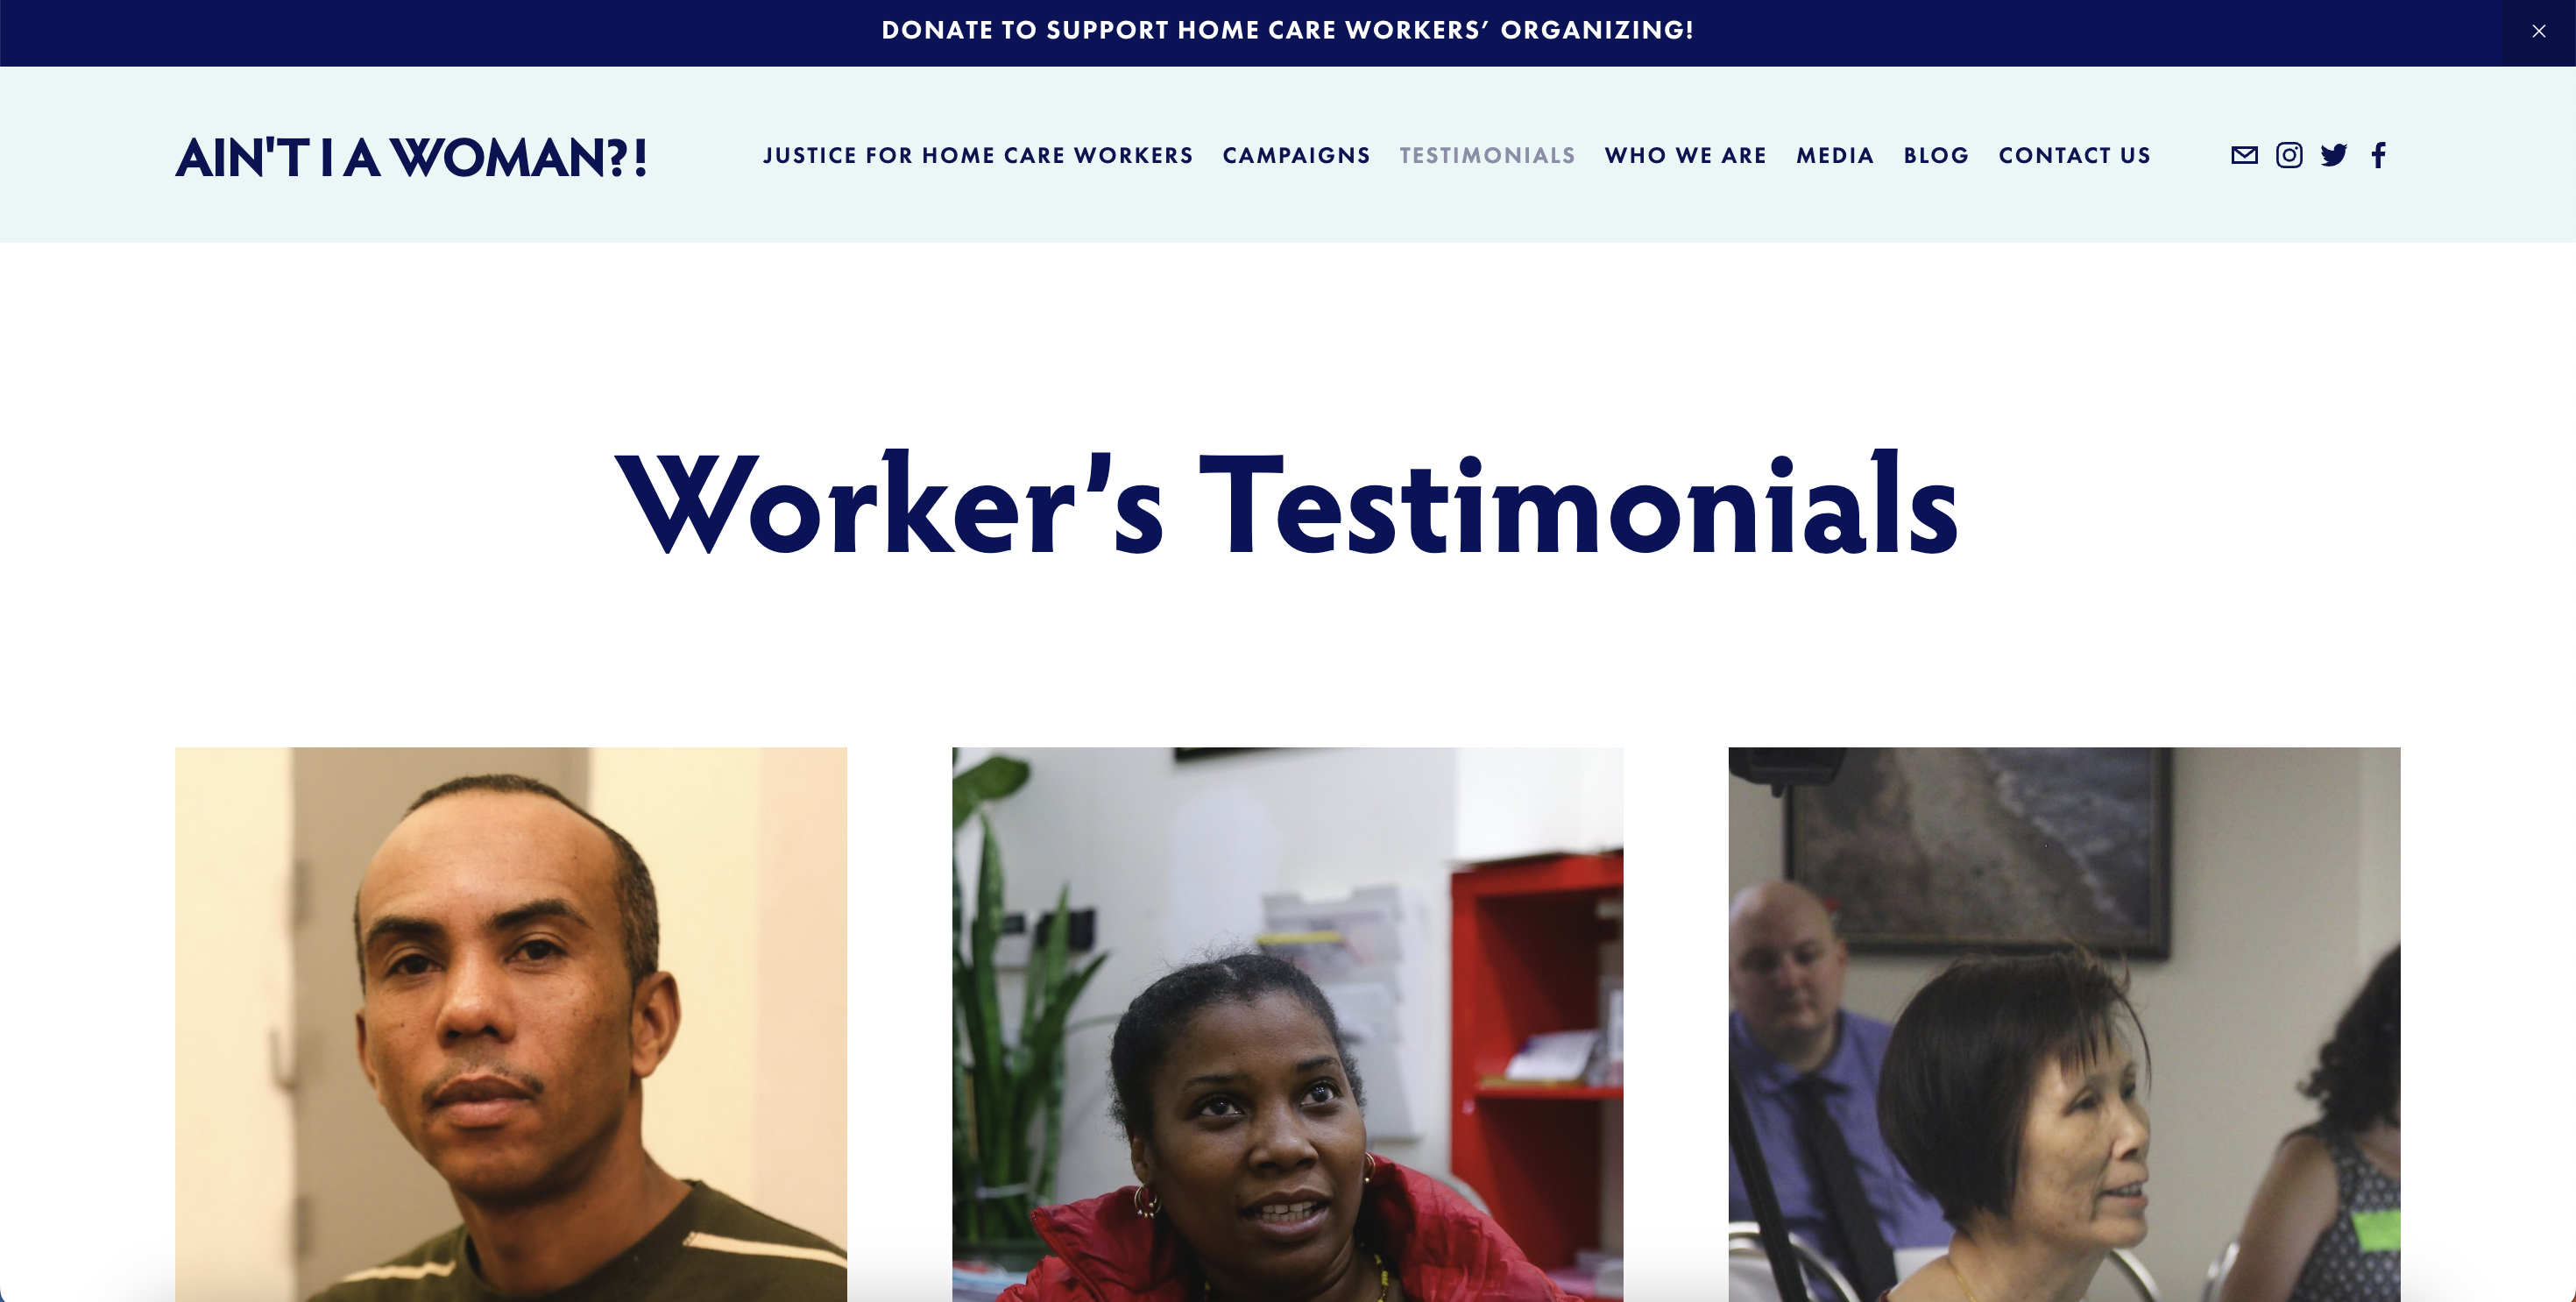 DONATE TO SUPPORT HOME CARE WORKERS’ ORGANIZING!
AIN'T I A WOMAN?!
JUSTICE FOR HOME CARE WORKERS
CAMPAIGNS
TESTIMONIALS
WHO WE ARE
MEDIA
BLOG
CONTACT US
Worker’s Testimonials